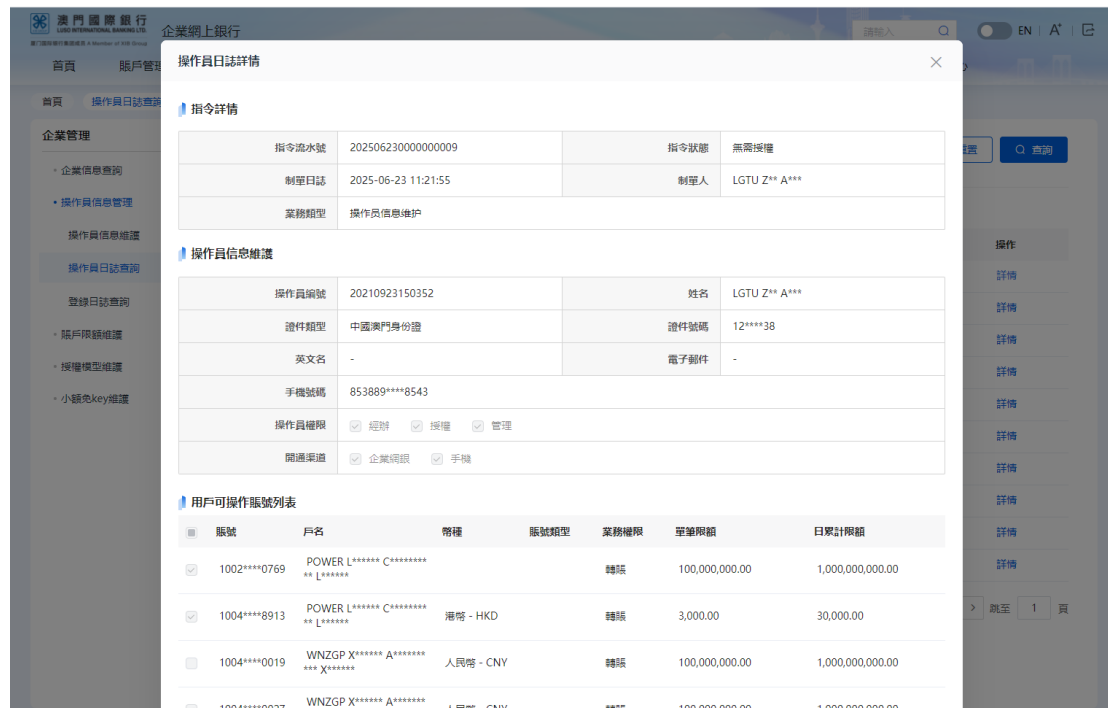 澳門國際銀行
LUSO INTERNATIONAL BANKING LTD.
企業網上銀行
請輸入
EN
A+
首頁 賬戶管理
首頁 操作員日誌查詢
企業管理
企業信息查詢
操作員信息管理
操作員信息維護
操作員日誌查詢
登錄日誌查詢
賬戶限額維護
授權模型維護
小額免key維護
查詢
操作
詳情
詳情
詳情
詳情
詳情
詳情
詳情
詳情
詳情
詳情
跳至 1 頁
操作員日誌詳情
指令詳情
指令流水號 202506230000000009 指令狀態 無需授權
制單日誌 2025-06-23 11:21:55 制單人 LGTU Z** A***
業務類型 操作员信息维护
操作員信息維護
操作員編號 20210923150352 姓名 LGTU Z** A***
證件類型 中國澳門身份證 證件號碼 12****38
英文名 - 電子郵件 -
手機號碼 853889****8543
操作員權限 經辦 授權 管理
開通渠道 企業網銀 手機
用戶可操作賬號列表
賬號 戶名 幣種 賬號類型 業務權限 單筆限額 日累計限額
1002****0769 POWER L****** C******** 轉賬 100,000,000.00 1,000,000,000.00
** L******
1004****8913 POWER L****** C******** 港幣 - HKD 轉賬 3,000.00 30,000.00
** L******
1004****0019 WNZGP X****** A******* 人民幣 - CNY 轉賬 100,000,000.00 1,000,000,000.00
*** X******
WNZGP X****** A*******